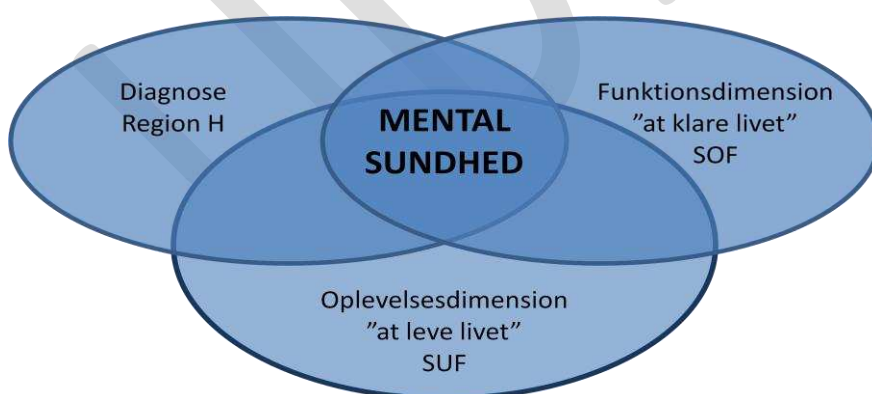 Diagnose
Region H
MENTAL
SUNDHED
Funktionsdimension
”at klare livet”
SOF
Oplevelsesdimension
”at leve livet”
SUF